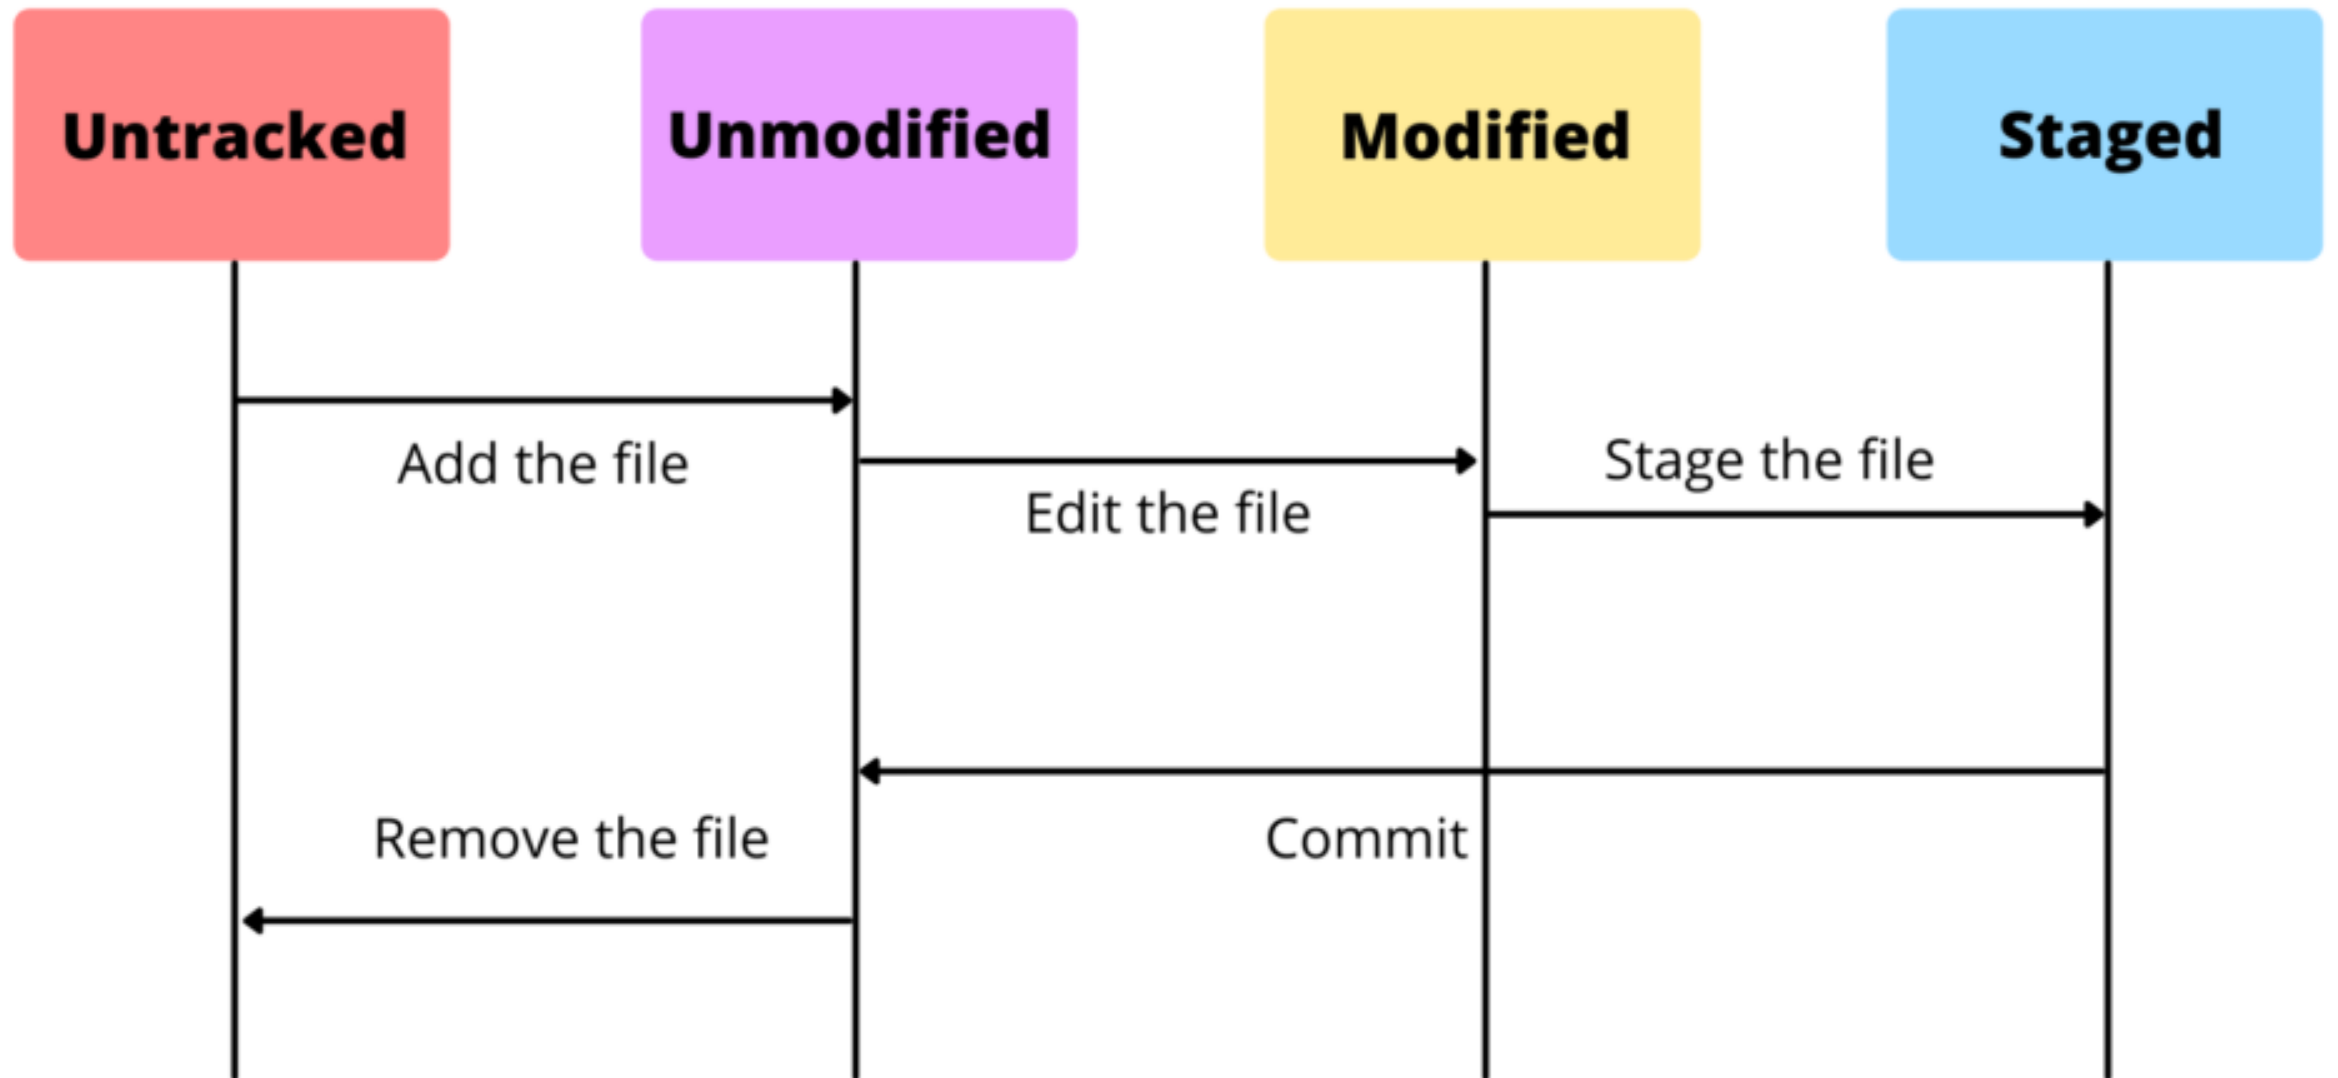 Untracked
Unmodified
Modified
Staged
Add the file
Edit the file
Stage the file
Commit
Remove the file